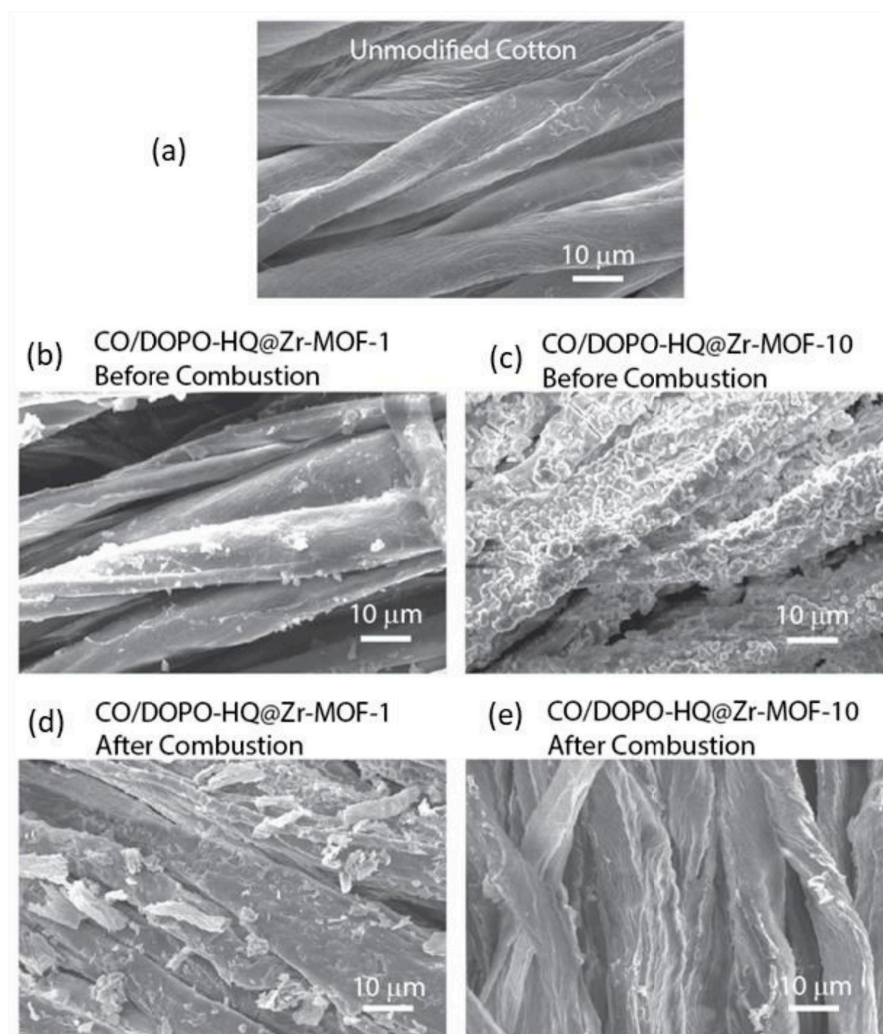 Unmodified Cotton
(a)
10 μm
(b) CO/DOPO-HQ@Zr-MOF-1
Before Combustion
10 μm
(c) CO/DOPO-HQ@Zr-MOF-10
Before Combustion
10 μm
(d) CO/DOPO-HQ@Zr-MOF-1
After Combustion
10 μm
(e) CO/DOPO-HQ@Zr-MOF-10
After Combustion
10 μm